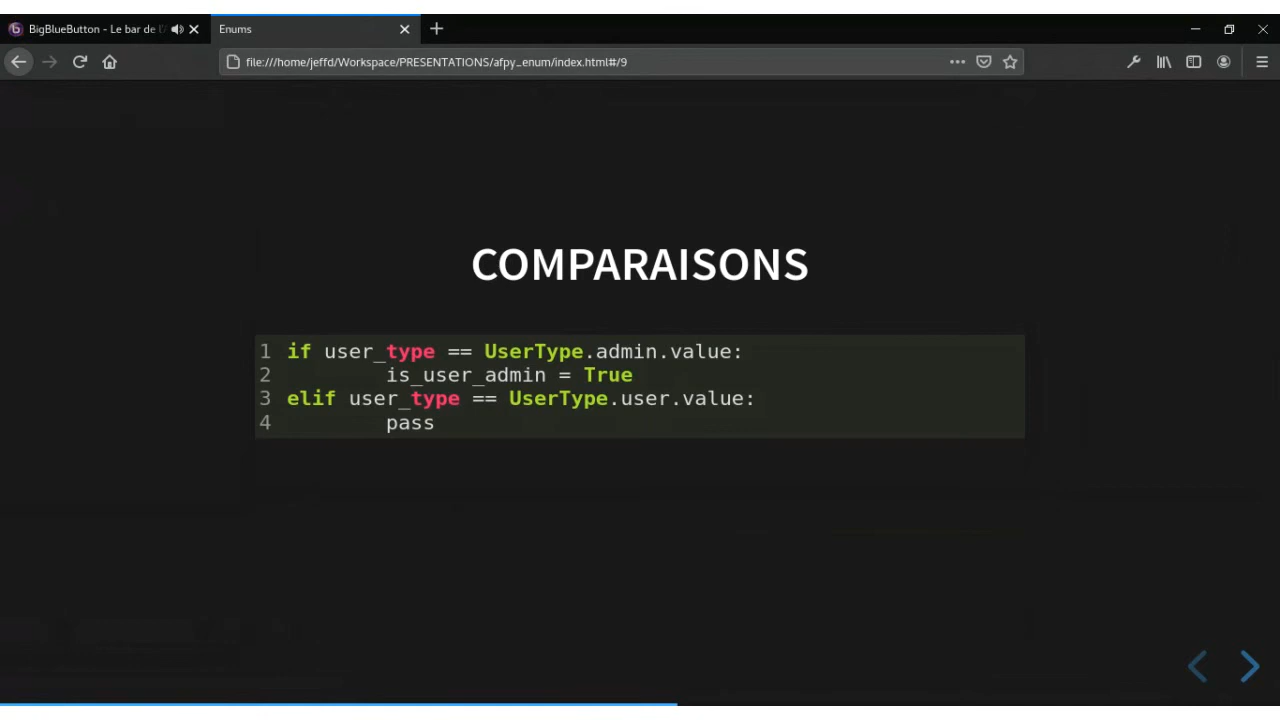 BigBlueButton - Le bar de l'
Enums
file:///home/jeffd/Workspace/PRESENTATIONS/afpy_enum/index.html#/9
COMPARAISONS
1 if user_type == UserType.admin.value:
2         is_user_admin = True
3 elif user_type == UserType.user.value:
4         pass